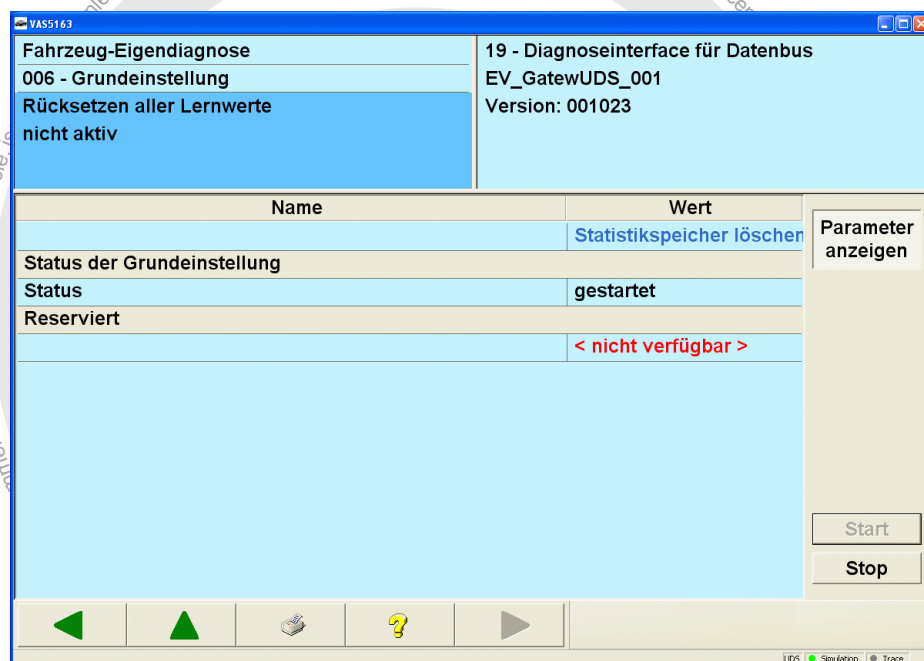 VAS5163
Fahrzeug-Eigendiagnose
006 - Grundeinstellung
Rücksetzen aller Lernwerte
nicht aktiv
19 - Diagnoseinterface für Datenbus
EV_GatewUDS_001
Version: 001023
Name
Wert
Statistikspeicher löschen
Status der Grundeinstellung
Status
gestartet
Reserviert
< nicht verfügbar >
Parameter
anzeigen
Start
Stop
UDS
Simulation
Trace